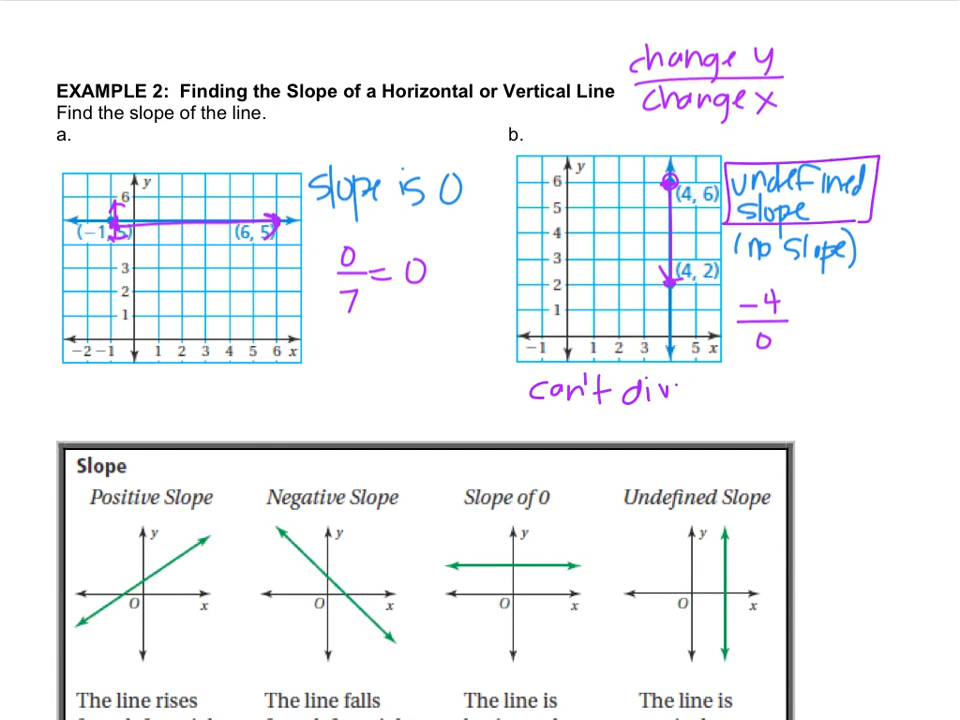 change y
change x
EXAMPLE 2: Finding the Slope of a Horizontal or Vertical Line
Find the slope of the line.
a.
b.
y
6
(−1, 5)
(6, 5)
3
2
1
−2 −1 1 2 3 4 5 6 x
slope is 0
0
7
= 0
y
6
5
4
3
2
1
(4, 6)
(4, 2)
−1 1 2 3 5 x
undefined
slope
(no slope)
−4
0
can't div
Slope
Positive Slope Negative Slope Slope of 0 Undefined Slope
y y y y
O x O x O x O x
The line rises The line falls The line is The line is